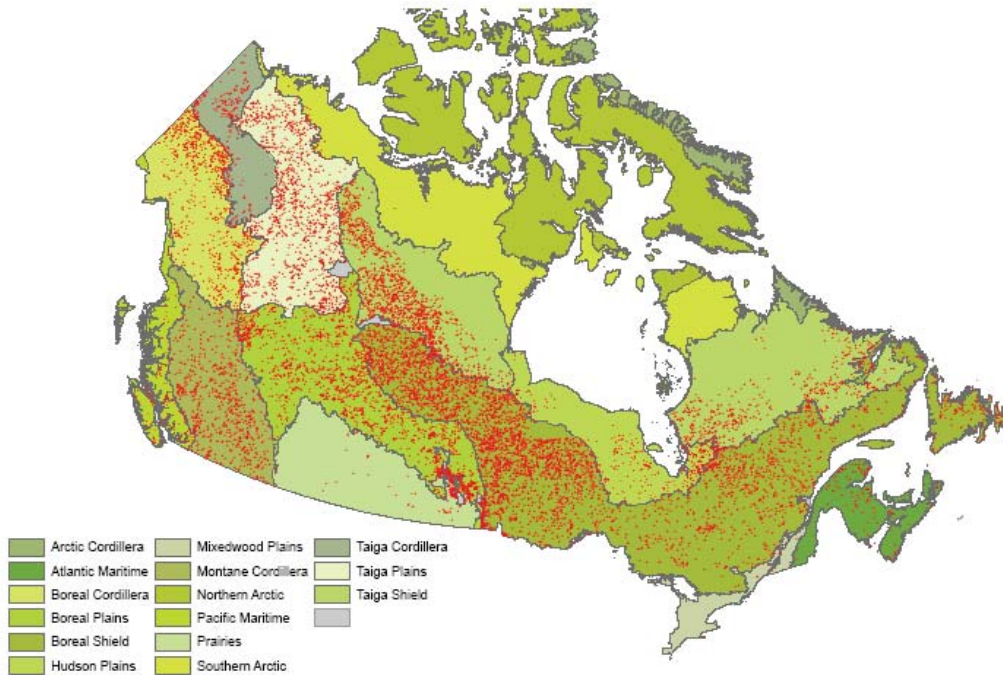 Arctic Cordillera
Atlantic Maritime
Boreal Cordillera
Boreal Plains
Boreal Shield
Hudson Plains
Mixedwood Plains
Montane Cordillera
Northern Arctic
Pacific Maritime
Prairies
Southern Arctic
Taiga Cordillera
Taiga Plains
Taiga Shield